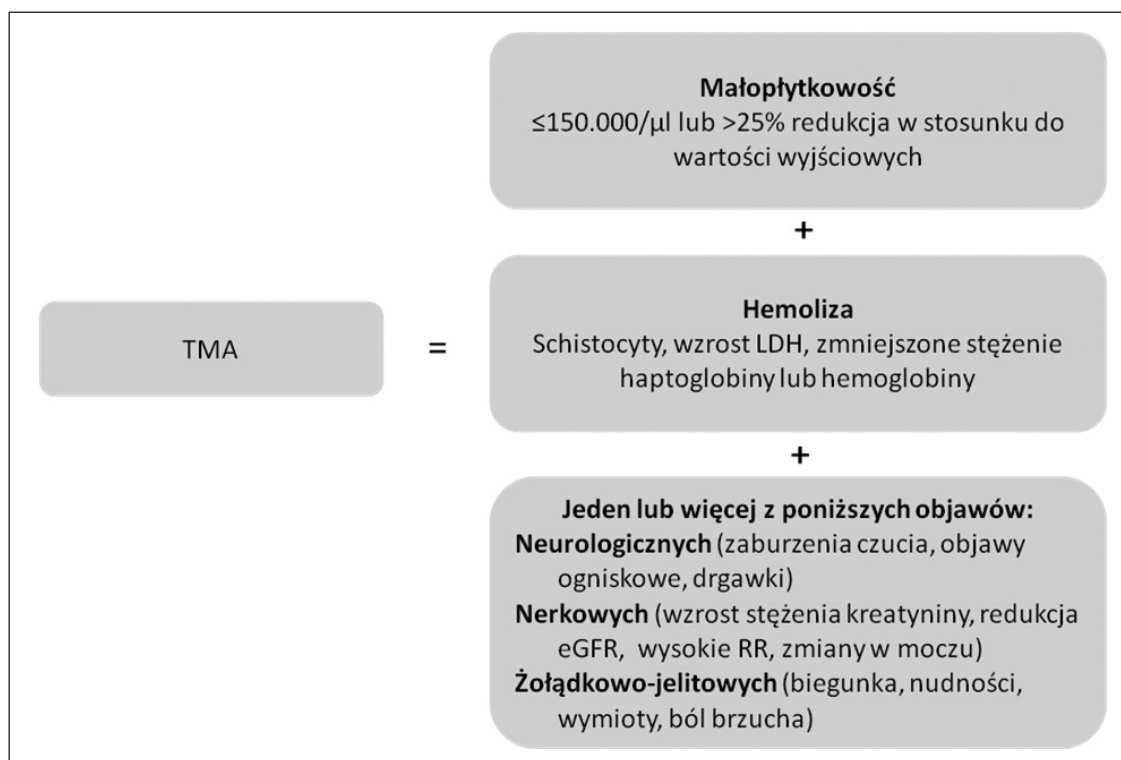 Małopłytkowość
≤150.000/µl lub >25% redukcja w stosunku do
wartości wyjściowych
+
TMA
=
Hemoliza
Schistocyty, wzrost LDH, zmniejszone stężenie
haptoglobiny lub hemoglobiny
+
Jeden lub więcej z poniższych objawów:
Neurologicznych (zaburzenia czucia, objawy
ogniskowe, drgawki)
Nerkowych (wzrost stężenia kreatyniny, redukcja
eGFR, wysokie RR, zmiany w moczu)
Żołądkowo-jelitowych (biegunka, nudności,
wymioty, ból brzucha)